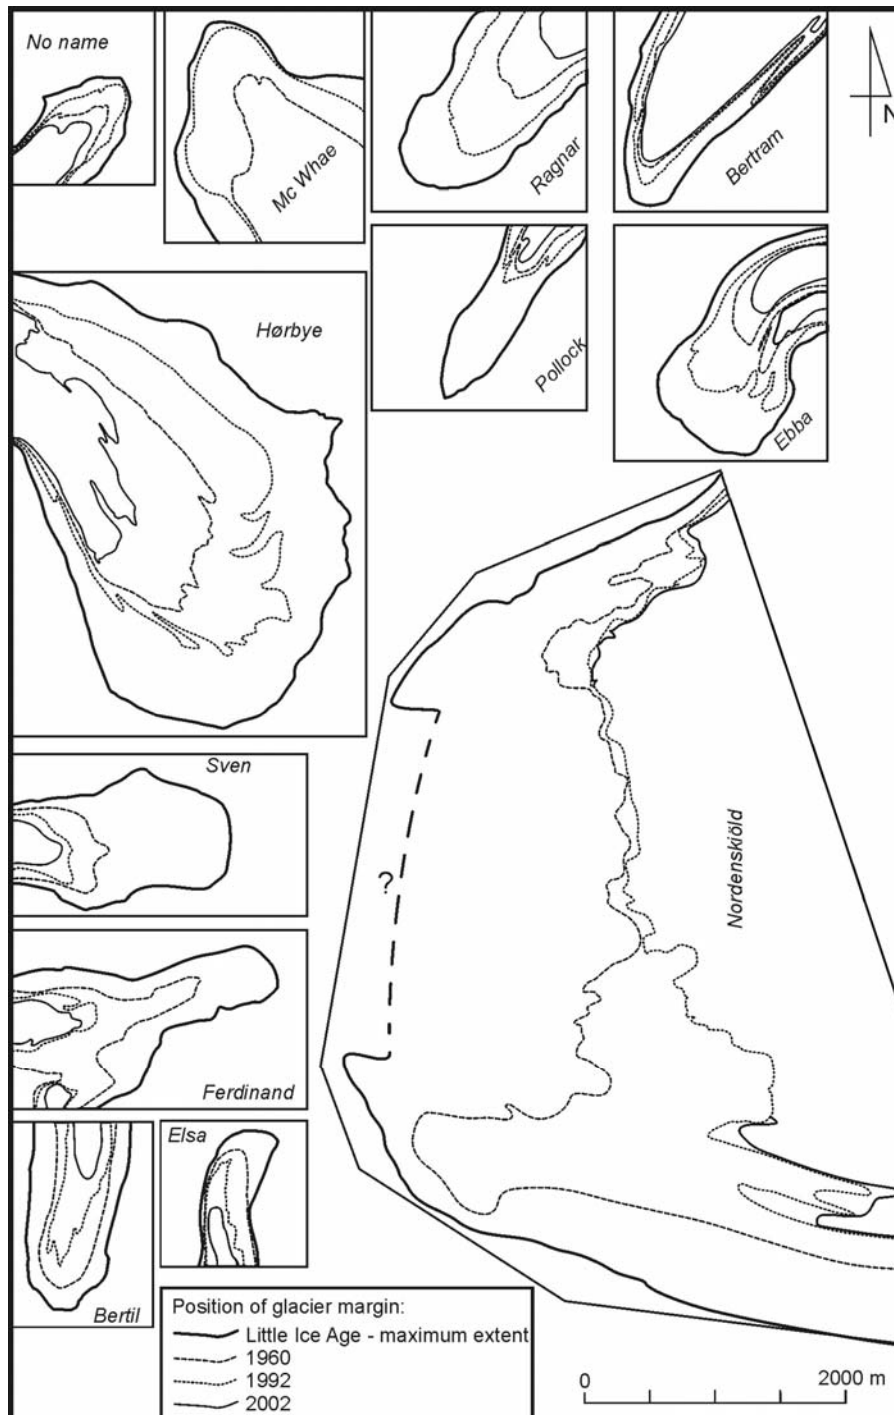 No name
Mc Whae
Ragnar
Bertram
N
Hørbye
Pollock
Ebba
Sven
?
Nordenskiöld
Ferdinand
Elsa
Bertil
Position of glacier margin:
Little Ice Age - maximum extent
1960
1992
2002
0 2000 m